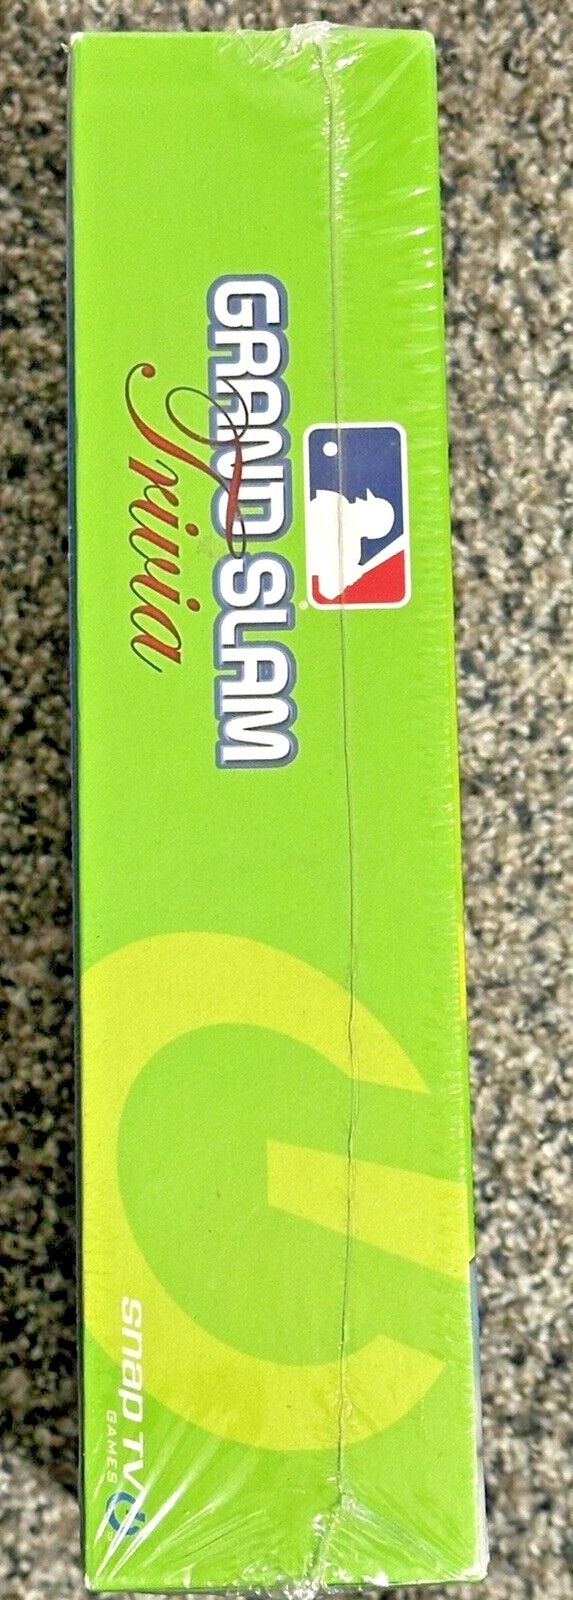 GRAND SLAM
Trivia
snap TV
GAMES